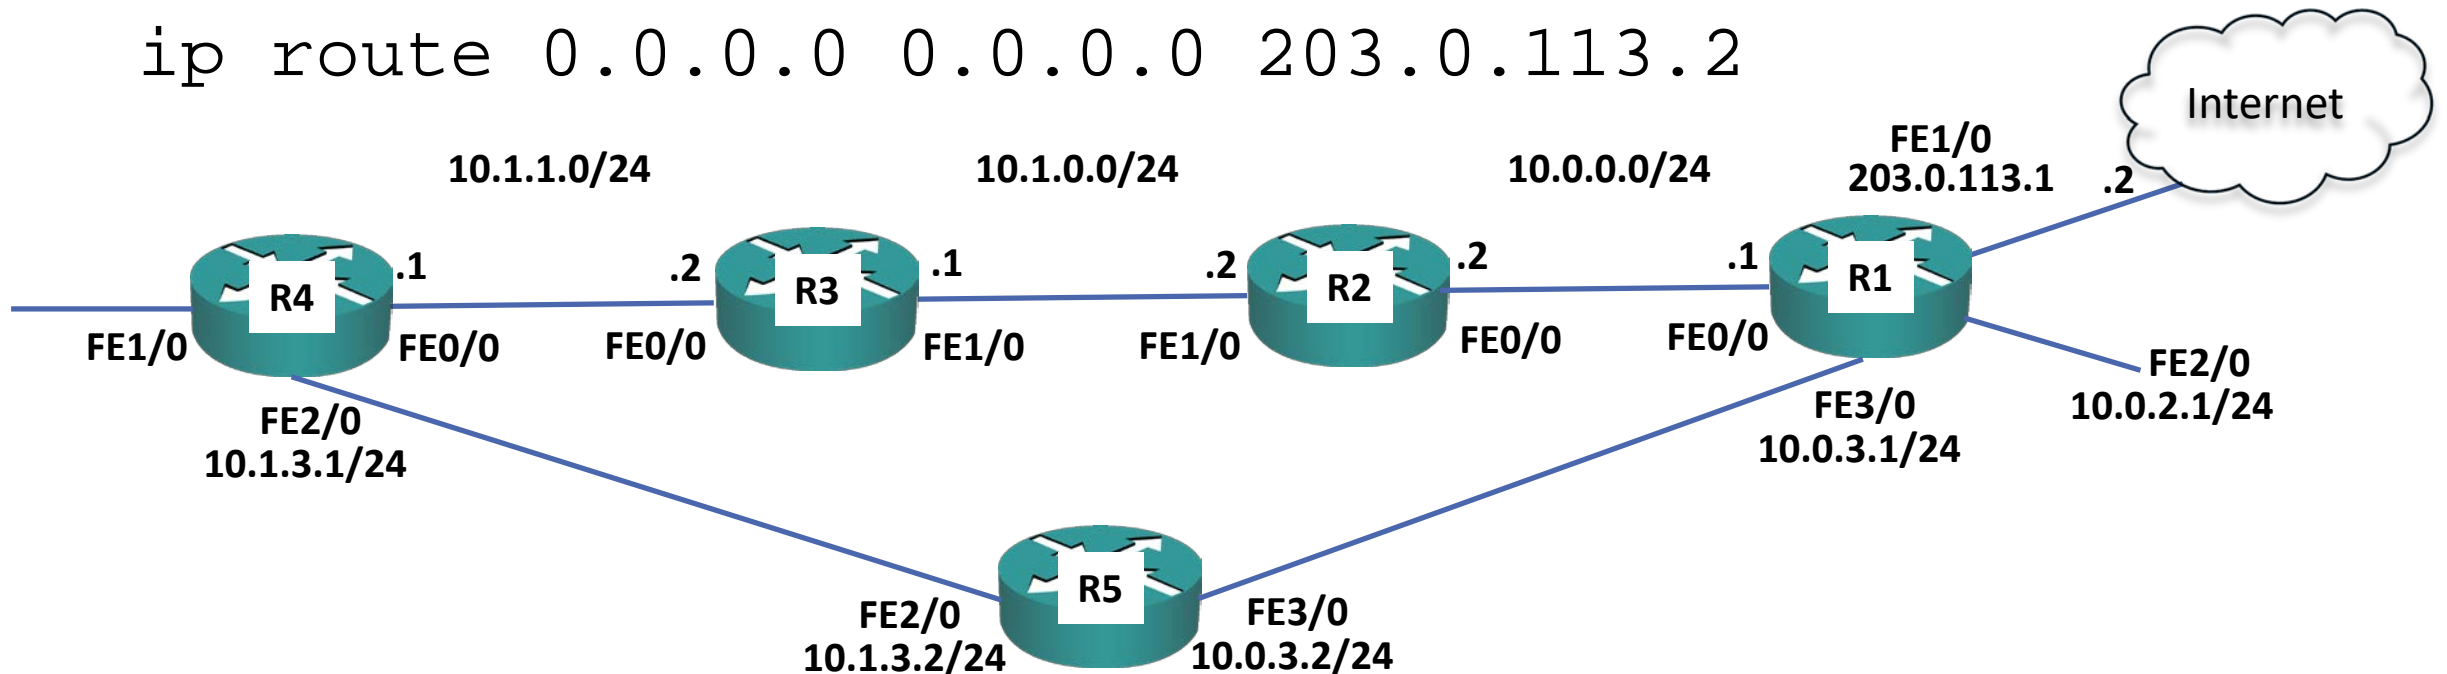 ip route 0.0.0.0 0.0.0.0 203.0.113.2
Internet
10.1.1.0/24
10.1.0.0/24
10.0.0.0/24
FE1/0
203.0.113.1
.2
R4
.1
.2
R3
.1
.2
R2
.2
.1
R1
FE1/0
FE0/0
FE0/0
FE1/0
FE1/0
FE0/0
FE0/0
FE2/0
10.0.2.1/24
FE2/0
10.1.3.1/24
FE3/0
10.0.3.1/24
R5
FE2/0
10.1.3.2/24
FE3/0
10.0.3.2/24